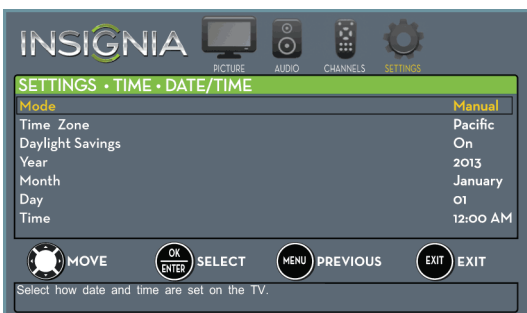 INSIGNIA
PICTURE AUDIO CHANNELS SETTINGS
SETTINGS • TIME • DATE/TIME
Mode Manual
Time Zone Pacific
Daylight Savings On
Year 2013
Month January
Day 01
Time 12:00 AM
MOVE OK ENTER SELECT MENU PREVIOUS EXIT EXIT
Select how date and time are set on the TV.